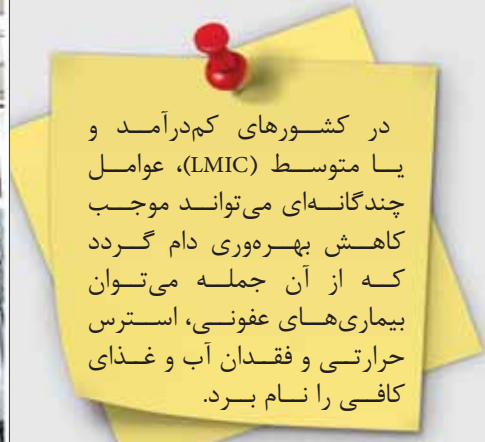 در کشورهای کم‌درآمد و
یا متوسط (LMIC)، عوامل
چندگانه‌ای می‌تواند موجب
کاهش بهره‌وری دام گردد
که از آن جمله می‌توان
بیماری‌های عفونی، استرس
حرارتی و فقدان آب و غذای
کافی را نام برد.